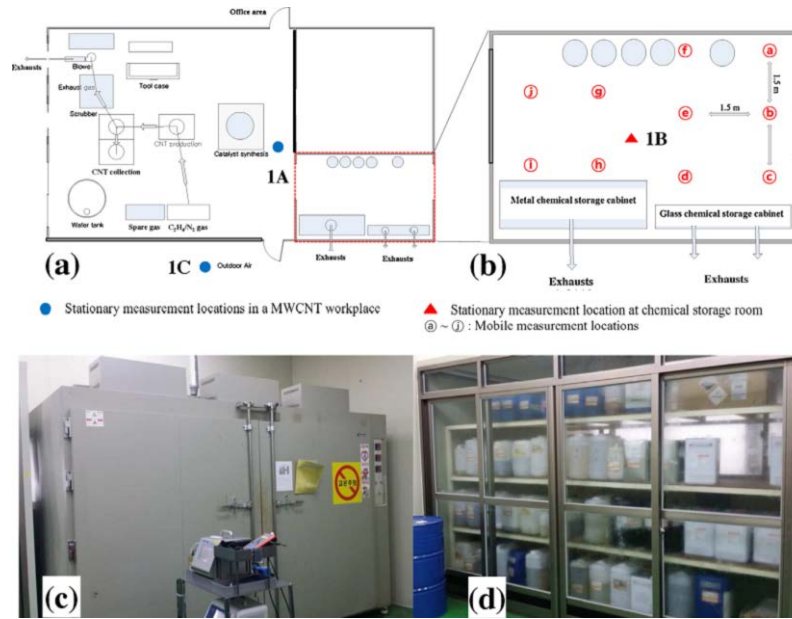 Office area
(a)
Exhausts
Blower
Tool case
Exhaust gas
Scrubber
CNT production
Catalyst synthesis
CNT collection
1A
Water tank
Spare gas
C₂H₄/N₂ gas
Exhausts
Exhausts
1C
Outdoor Air
f
a
j
g
1.5 m
e
1.5 m
b
1B
i
h
d
c
Metal chemical storage cabinet
Glass chemical storage cabinet
(b)
Exhausts
Exhausts
Stationary measurement locations in a MWCNT workplace
Stationary measurement location at chemical storage room
ⓐ ~ ⓙ : Mobile measurement locations
(c)
(d)